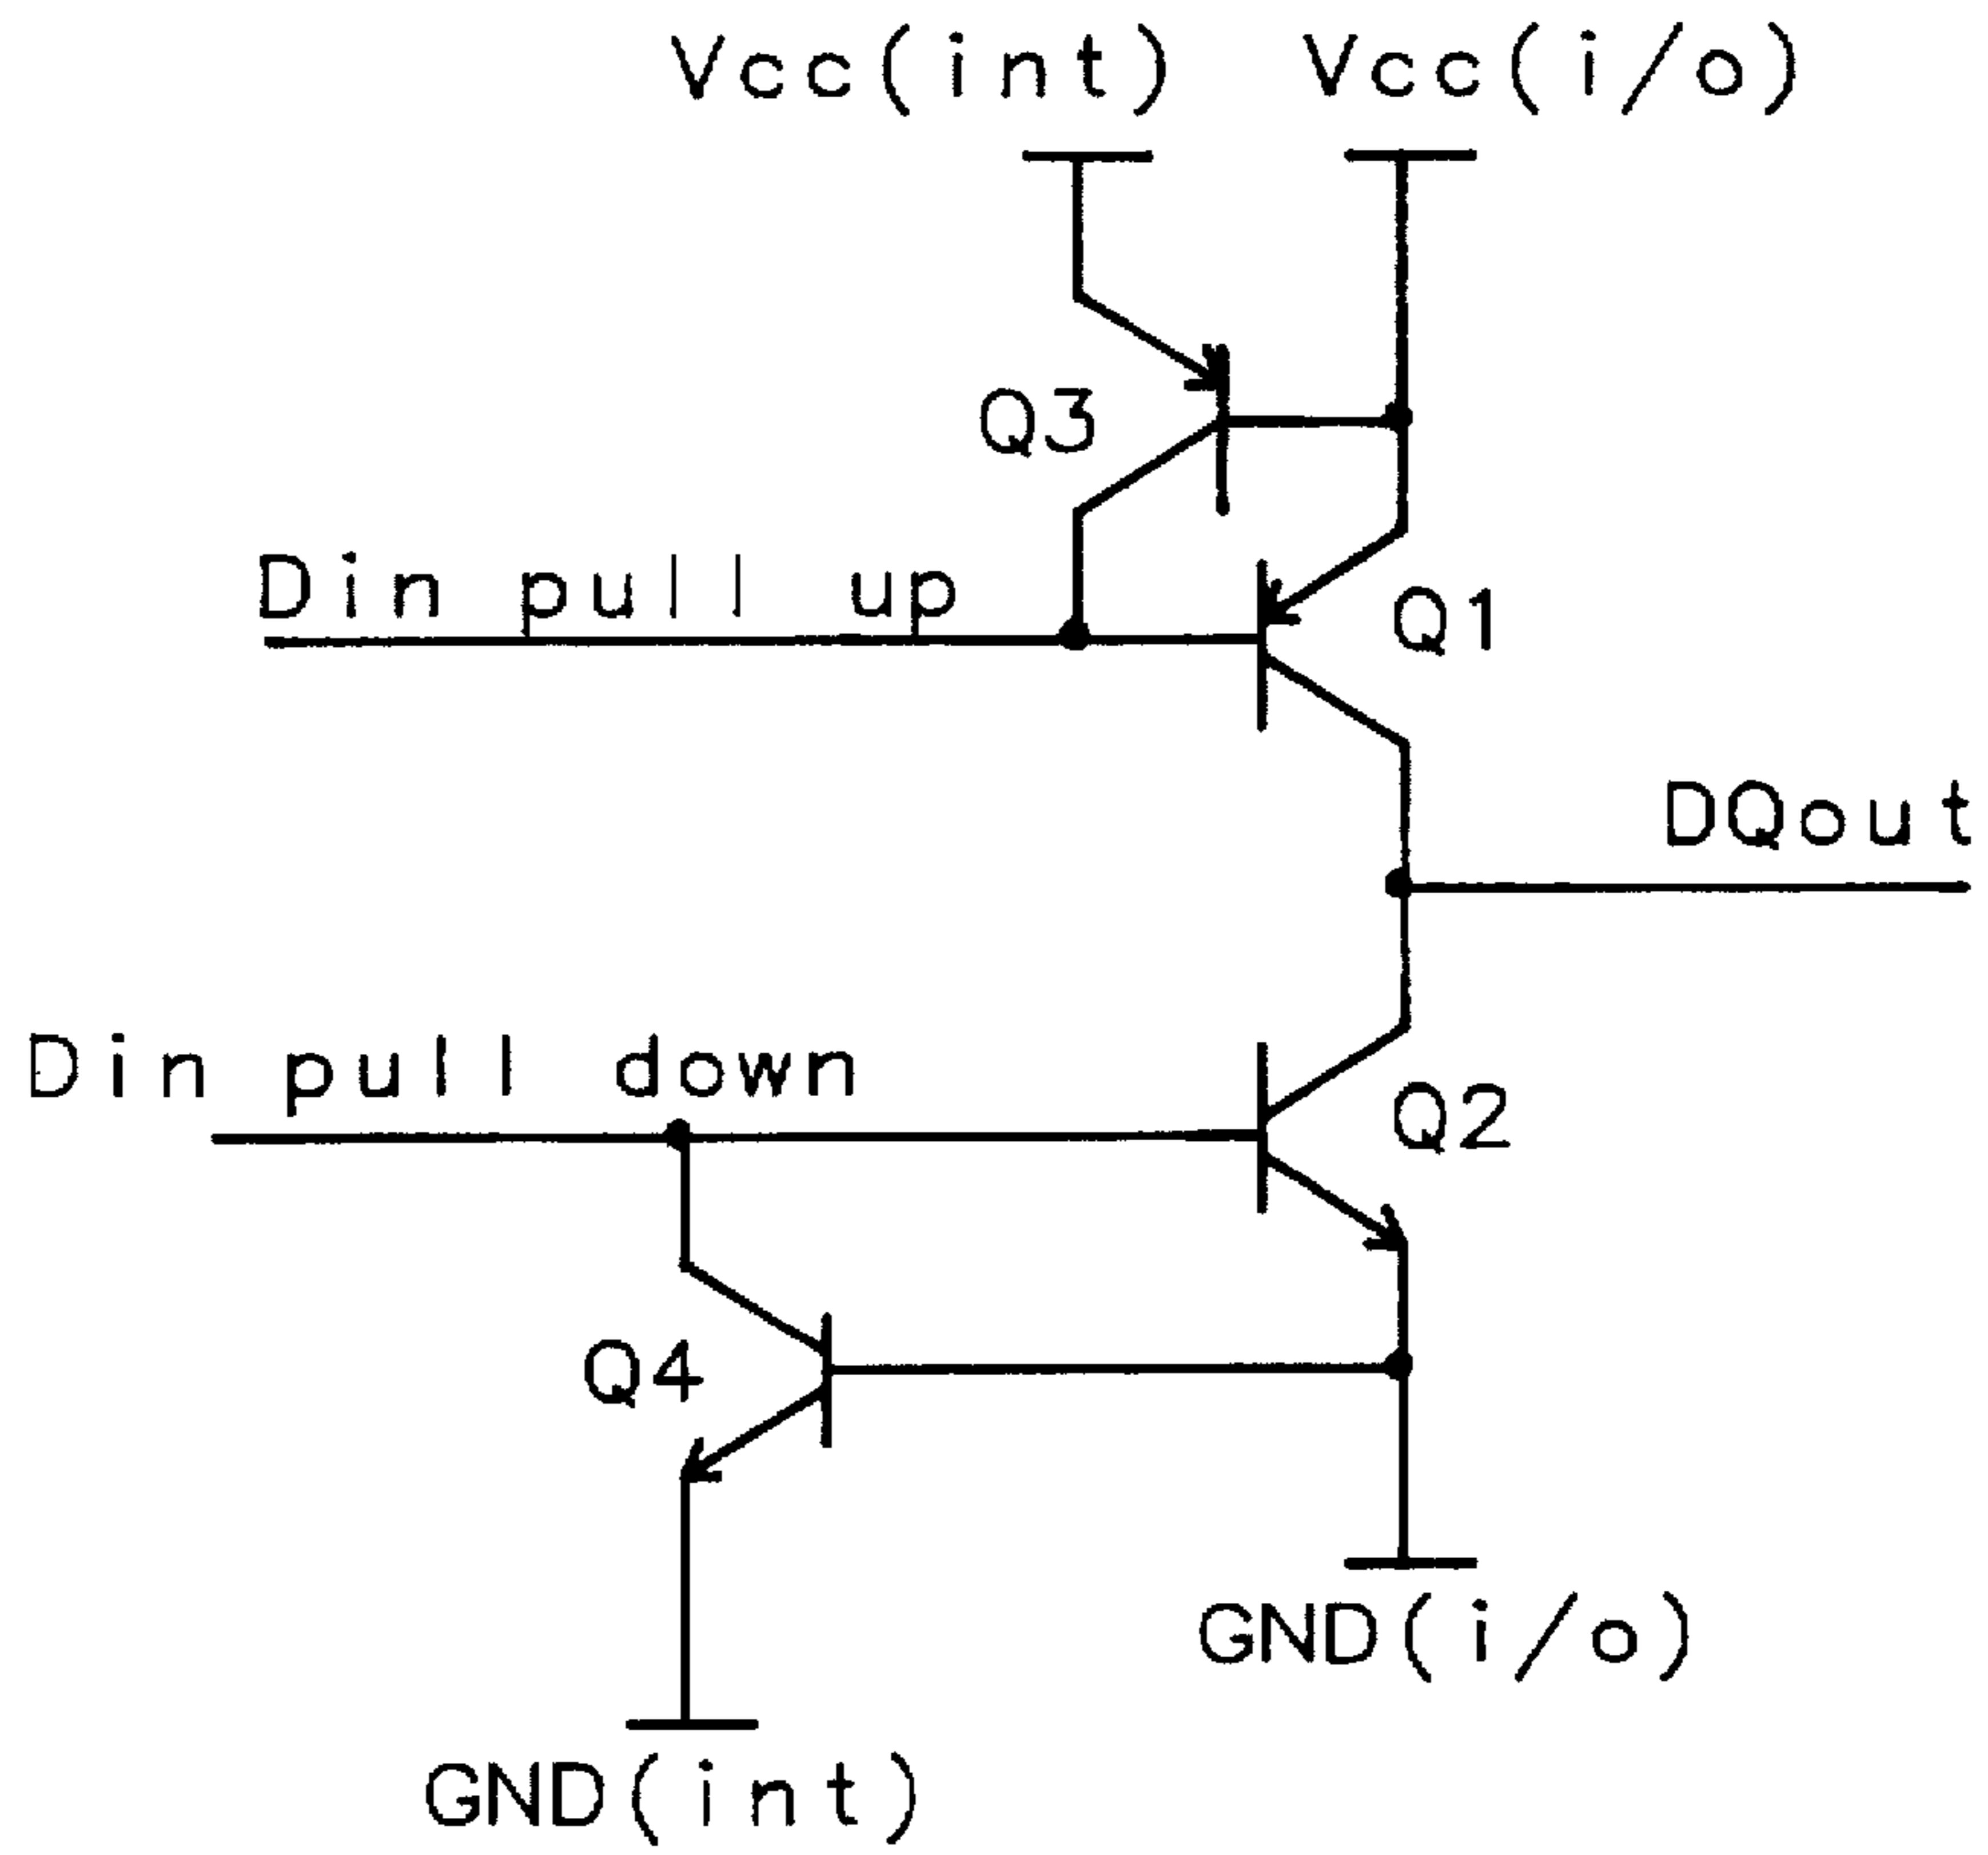 Vcc(int) Vcc(i/o)
Q3
Din pull up
Q1
DQout
Din pull down
Q2
Q4
GND(i/o)
GND(int)